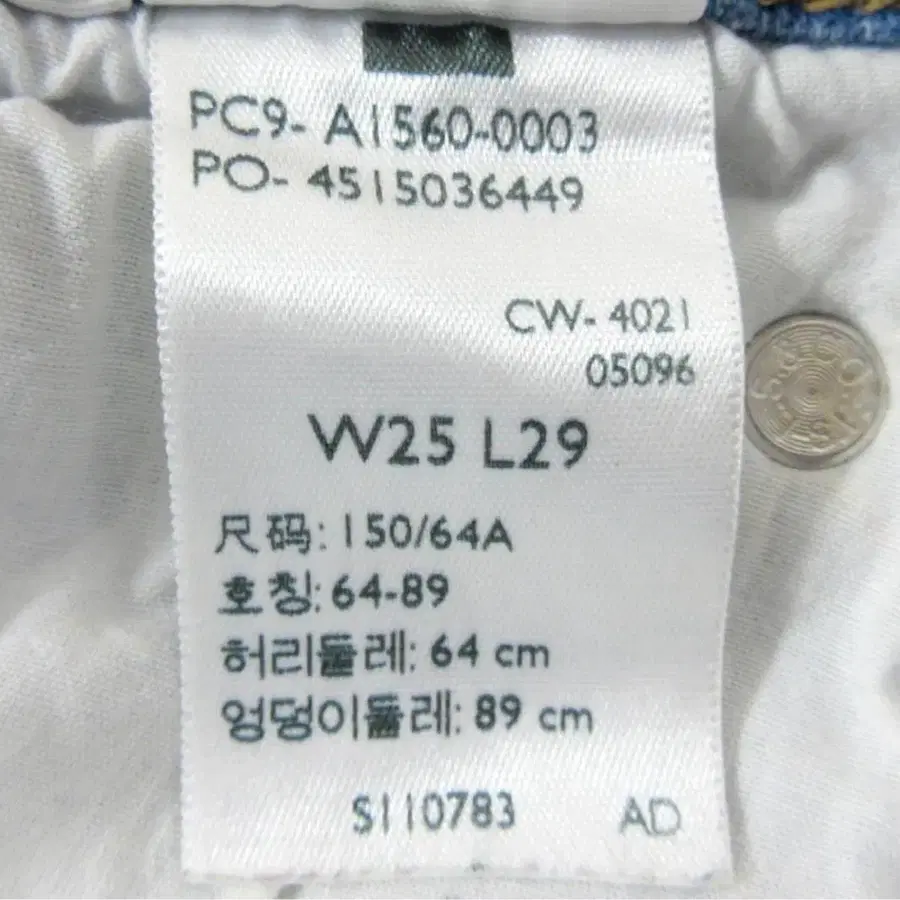 PC9- A1560-0003
PO- 4515036449
CW- 4021
05096
W25 L29
尺码: 150/64A
호칭: 64-89
허리둘레: 64 cm
엉덩이둘레: 89 cm
S110783 AD